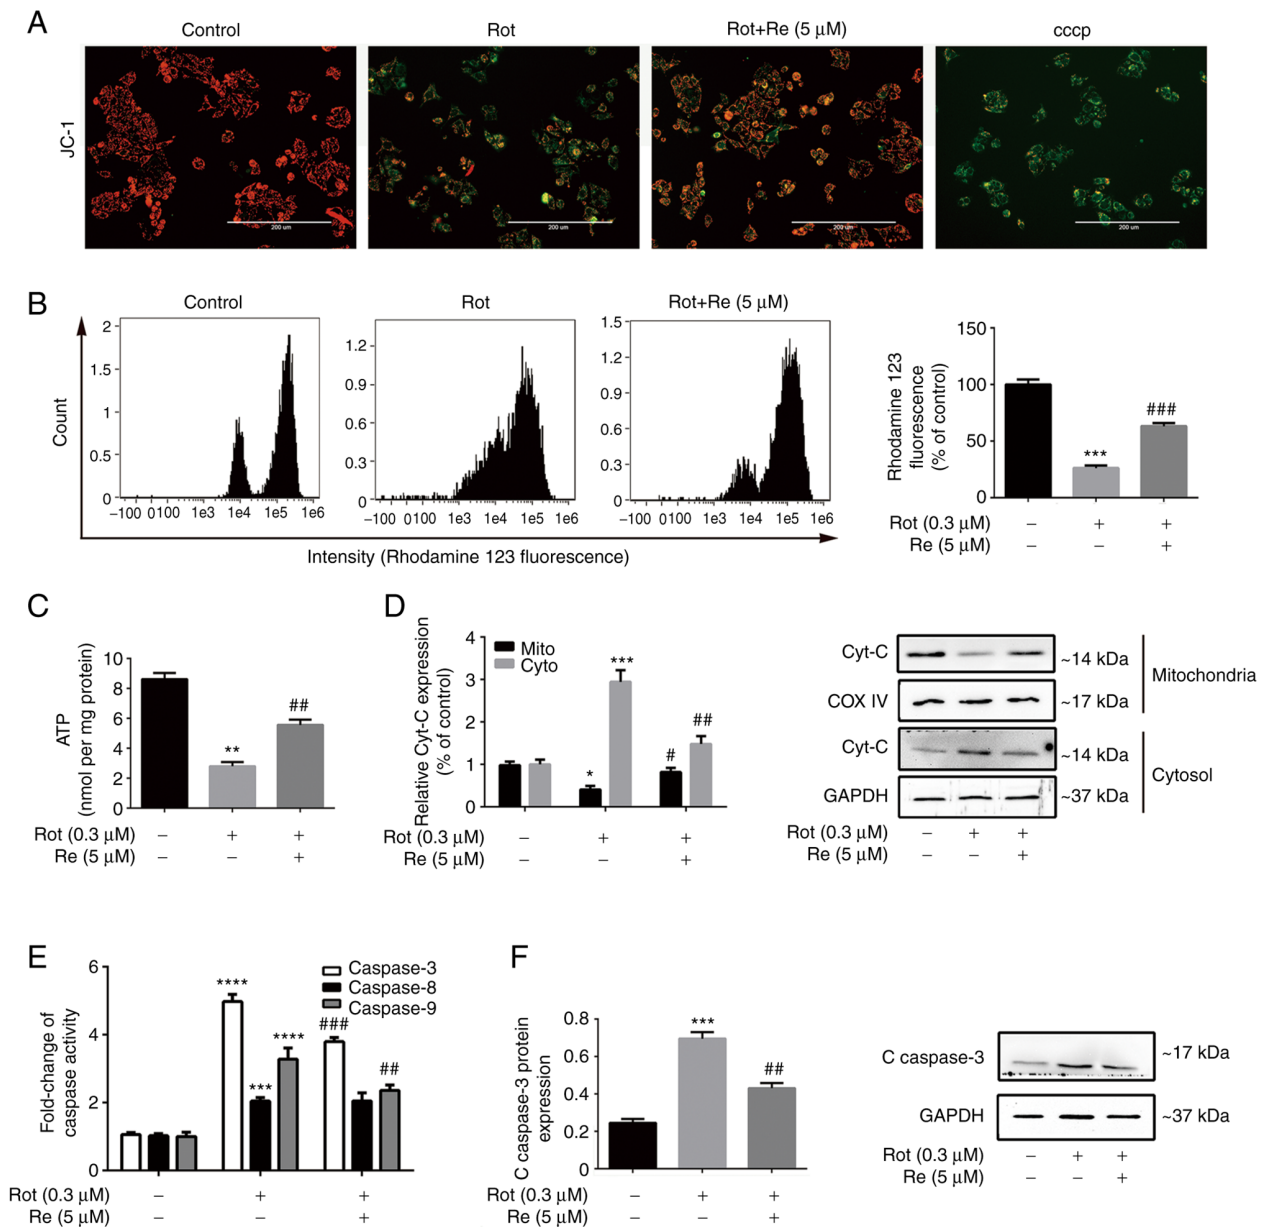 A
Control
Rot
Rot+Re (5 μM)
cccp
JC-1
200 um
200 um
200 um
200 um
B
Control
Rot
Rot+Re (5 μM)
Count
2
1.5
1
0.5
0
−100 0100 1e3 1e4 1e5 1e6
1.2
0.9
0.6
0.3
0
−100 0100 1e3 1e4 1e5 1e6
1.5
1.2
0.9
0.6
0.3
0
−100 0100 1e3 1e4 1e5 1e6
Intensity (Rhodamine 123 fluorescence)
Rhodamine 123
fluorescence
(% of control)
150
100
50
0
***
###
Rot (0.3 μM) − + +
Re (5 μM) − − +
C
ATP
(nmol per mg protein)
10
8
6
4
2
0
**
##
Rot (0.3 μM) − + +
Re (5 μM) − − +
D
Relative Cyt-C expression
(% of control)
4
3
2
1
0
Mito
Cyto
*
***
#
##
Rot (0.3 μM) − + +
Re (5 μM) − − +
Cyt-C ~14 kDa
COX IV ~17 kDa
Mitochondria
Cyt-C ~14 kDa
GAPDH ~37 kDa
Cytosol
Rot (0.3 μM) − + +
Re (5 μM) − − +
E
Fold-change of
caspase activity
6
4
2
0
Caspase-3
Caspase-8
Caspase-9
****
***
****
###
##
Rot (0.3 μM) − + +
Re (5 μM) − − +
F
C caspase-3 protein
expression
0.8
0.6
0.4
0.2
0
***
##
Rot (0.3 μM) − + +
Re (5 μM) − − +
C caspase-3 ~17 kDa
GAPDH ~37 kDa
Rot (0.3 μM) − + +
Re (5 μM) − − +